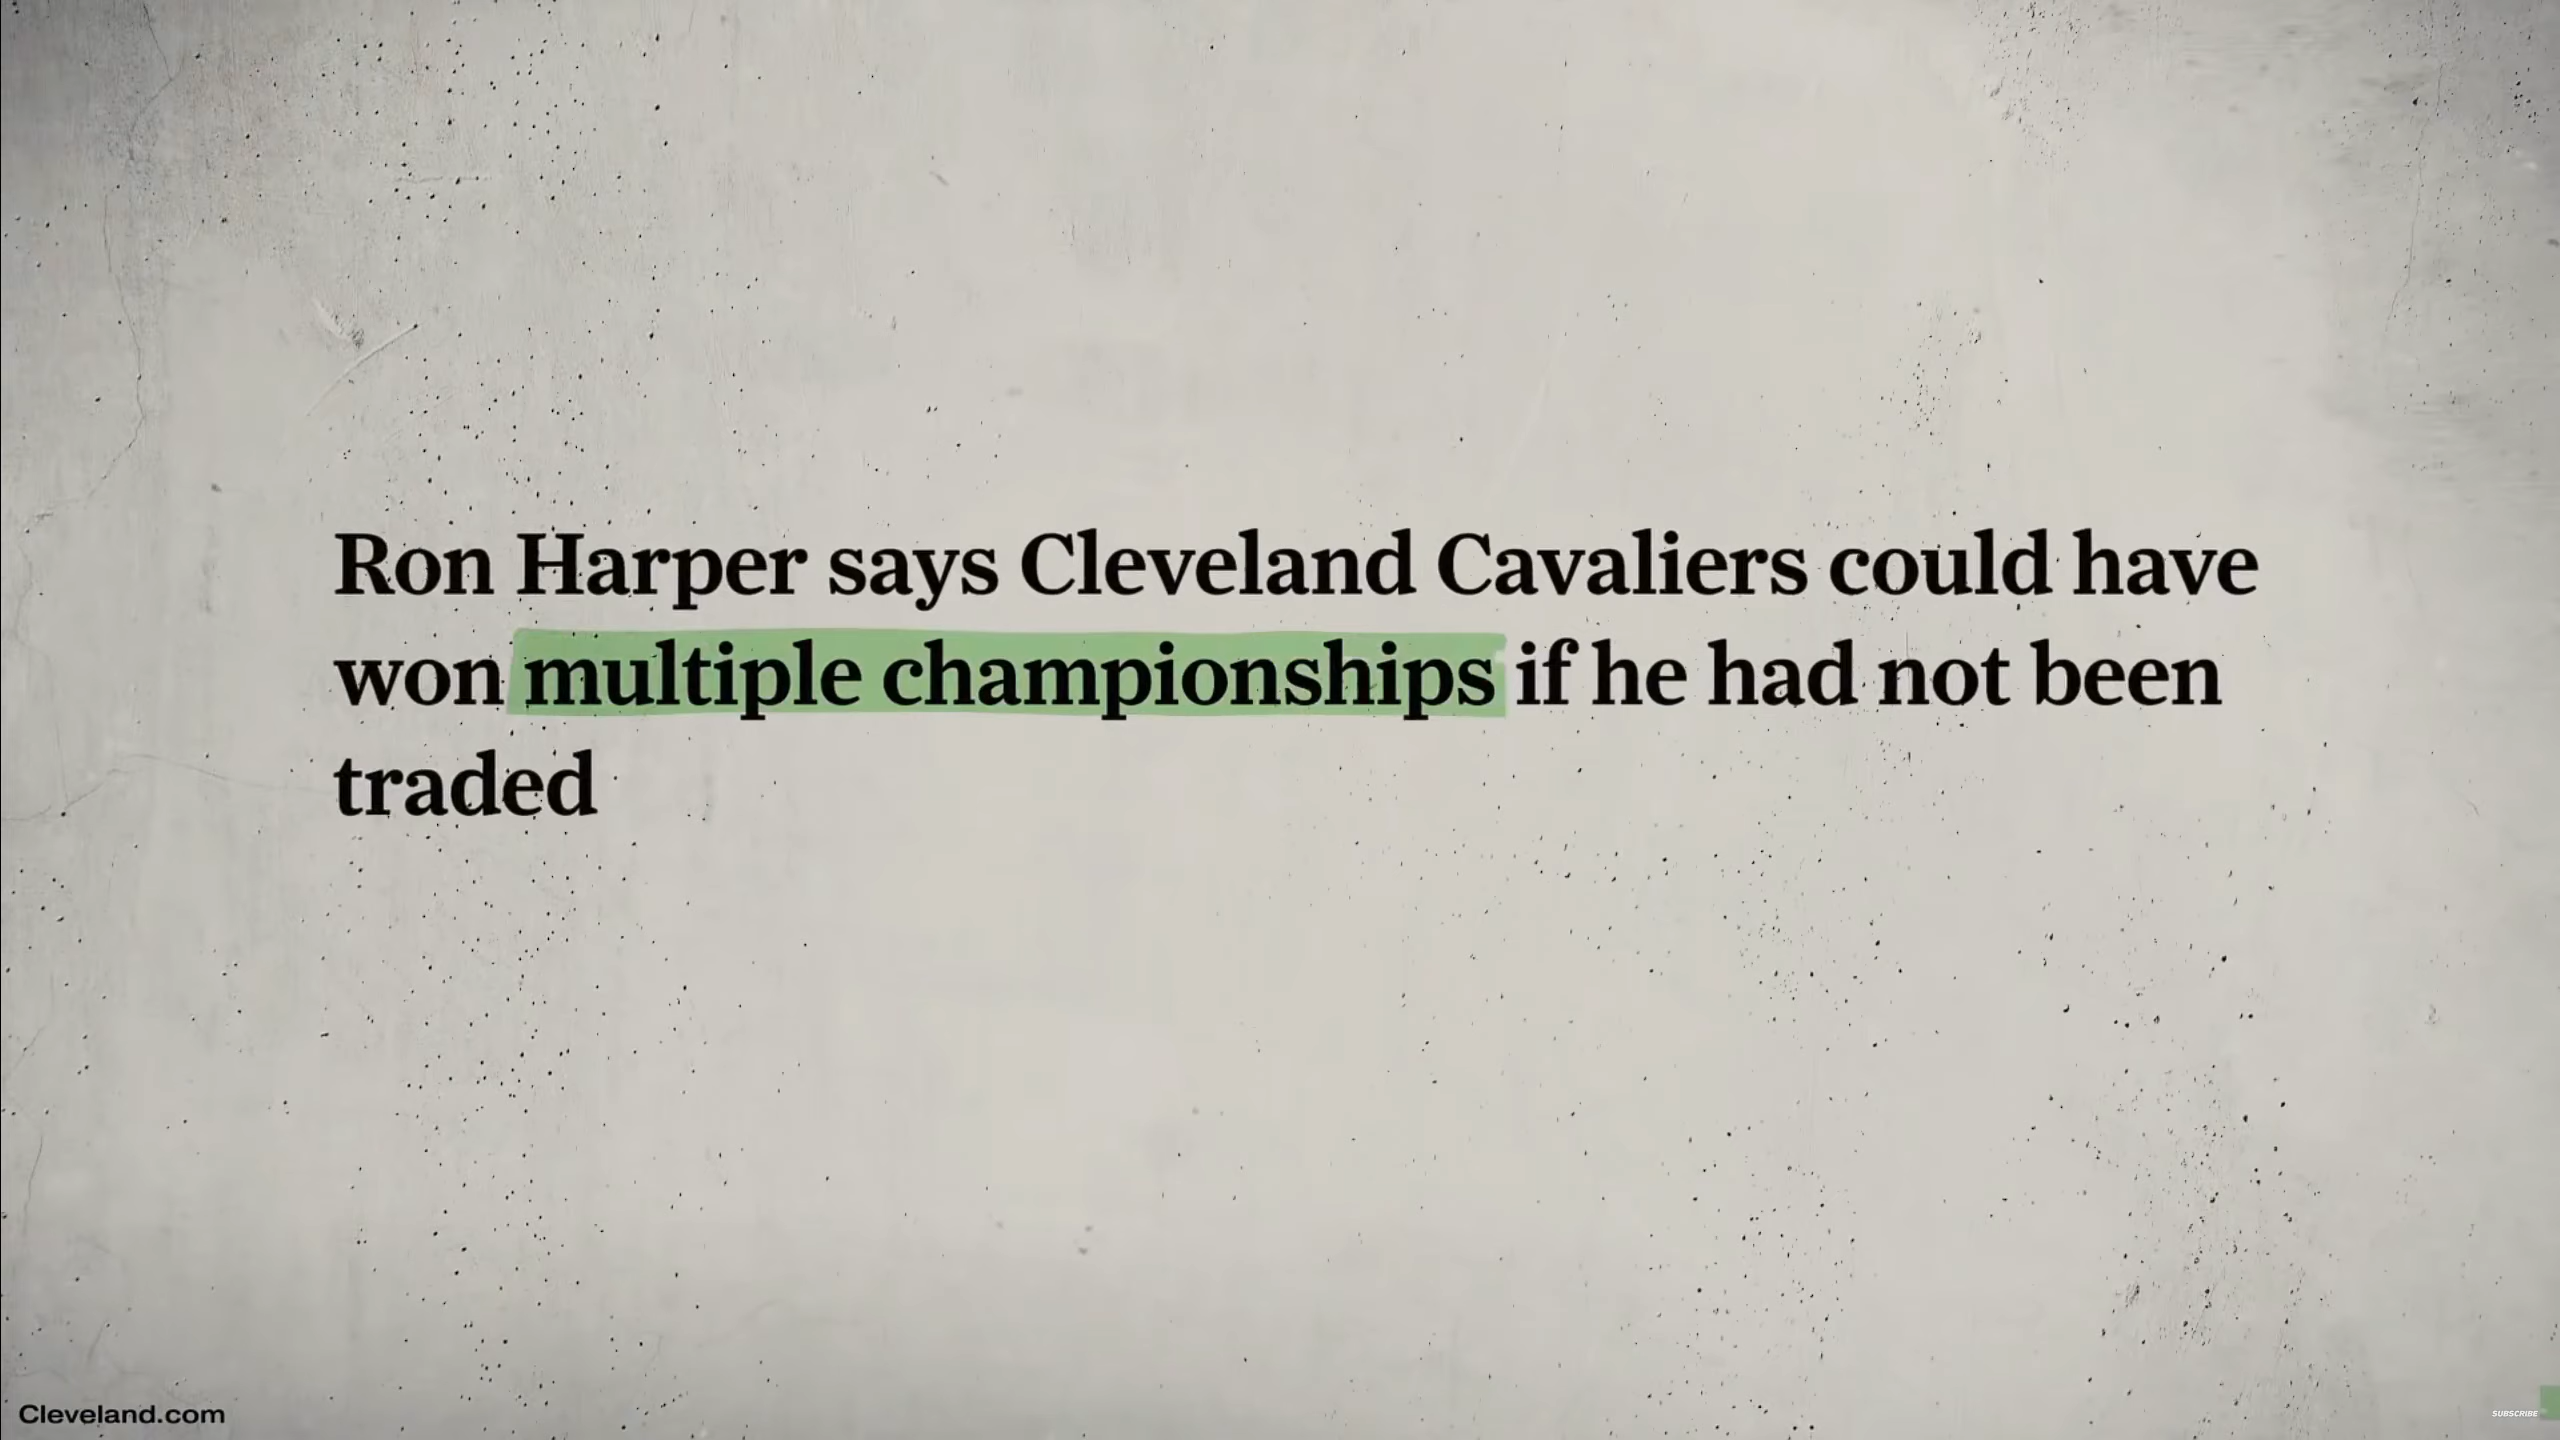 Ron Harper says Cleveland Cavaliers could have
won multiple championships if he had not been
traded
Cleveland.com
SUBSCRIBE